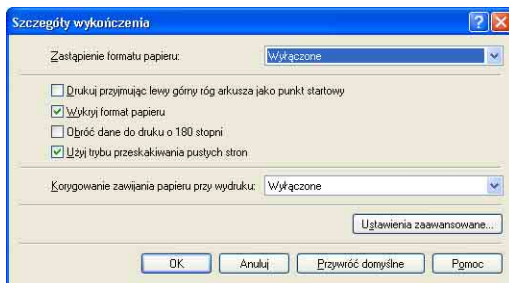 Szczegóły wykończenia
Zastąpienie formatu papieru: Wyłączone
Drukuj przyjmując lewy górny róg arkusza jako punkt startowy
Wykryj format papieru
Obróć dane do druku o 180 stopni
Użyj trybu przeskakiwania pustych stron
Korygowanie zawijania papieru przy wydruku: Wyłączone
Ustawienia zaawansowane...
OK Anuluj Przywróć domyślne Pomoc